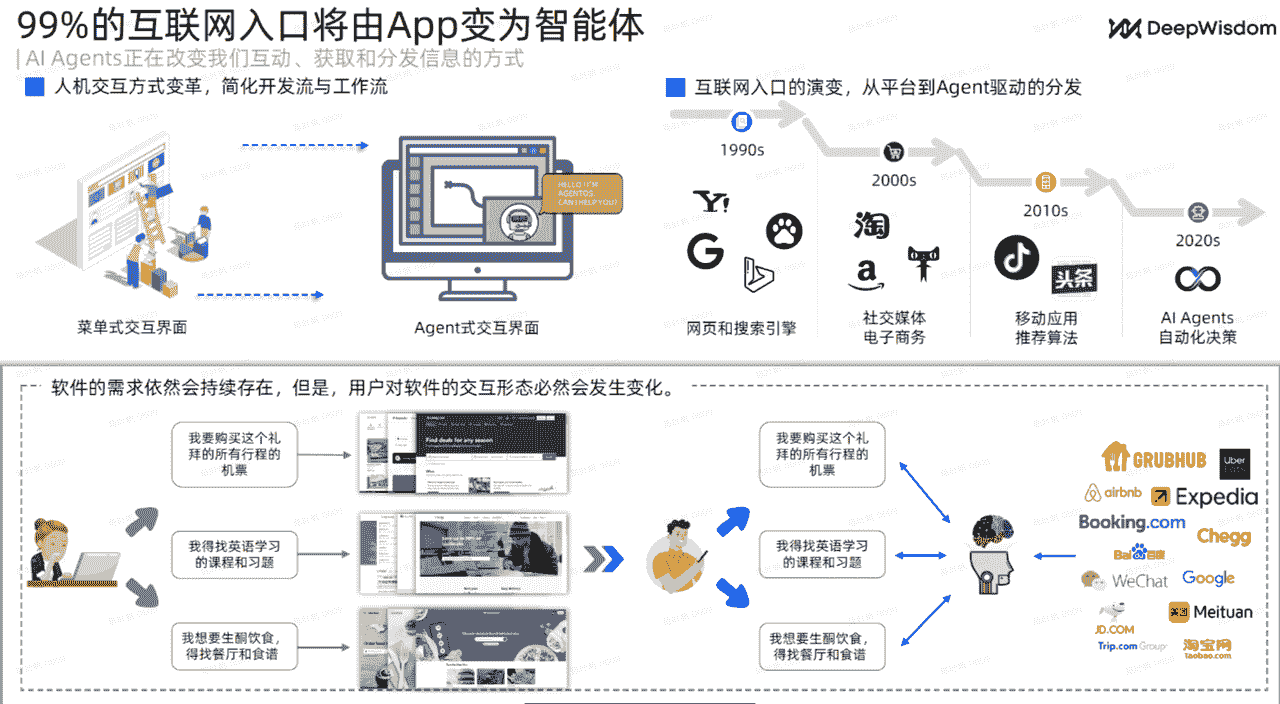 99%的互联网入口将由App变为智能体
DeepWisdom
AI Agents正在改变我们互动、获取和分发信息的方式
人机交互方式变革，简化开发流与工作流
互联网入口的演变，从平台到Agent驱动的分发
1990s
2000s
2010s
2020s
HELLO I'M
AGENTOS
CAN I HELP YOU?
Y!
G
淘
a
头条
菜单式交互界面
Agent式交互界面
网页和搜索引擎
社交媒体
电子商务
移动应用
推荐算法
AI Agents
自动化决策
软件的需求依然会持续存在，但是，用户对软件的交互形态必然会发生变化。
我要购买这个礼
拜的所有行程的
机票
Find deals for any season
我得找英语学习
的课程和习题
我想要生酮饮食，
得找餐厅和食谱
我要购买这个礼
拜的所有行程的
机票
我得找英语学习
的课程和习题
我想要生酮饮食，
得找餐厅和食谱
GRUBHUB
Uber
airbnb
Expedia
Booking.com
Chegg
Bai百度
WeChat
Google
JD.COM
美团 Meituan
Trip.com Group
淘宝网
Taobao.com